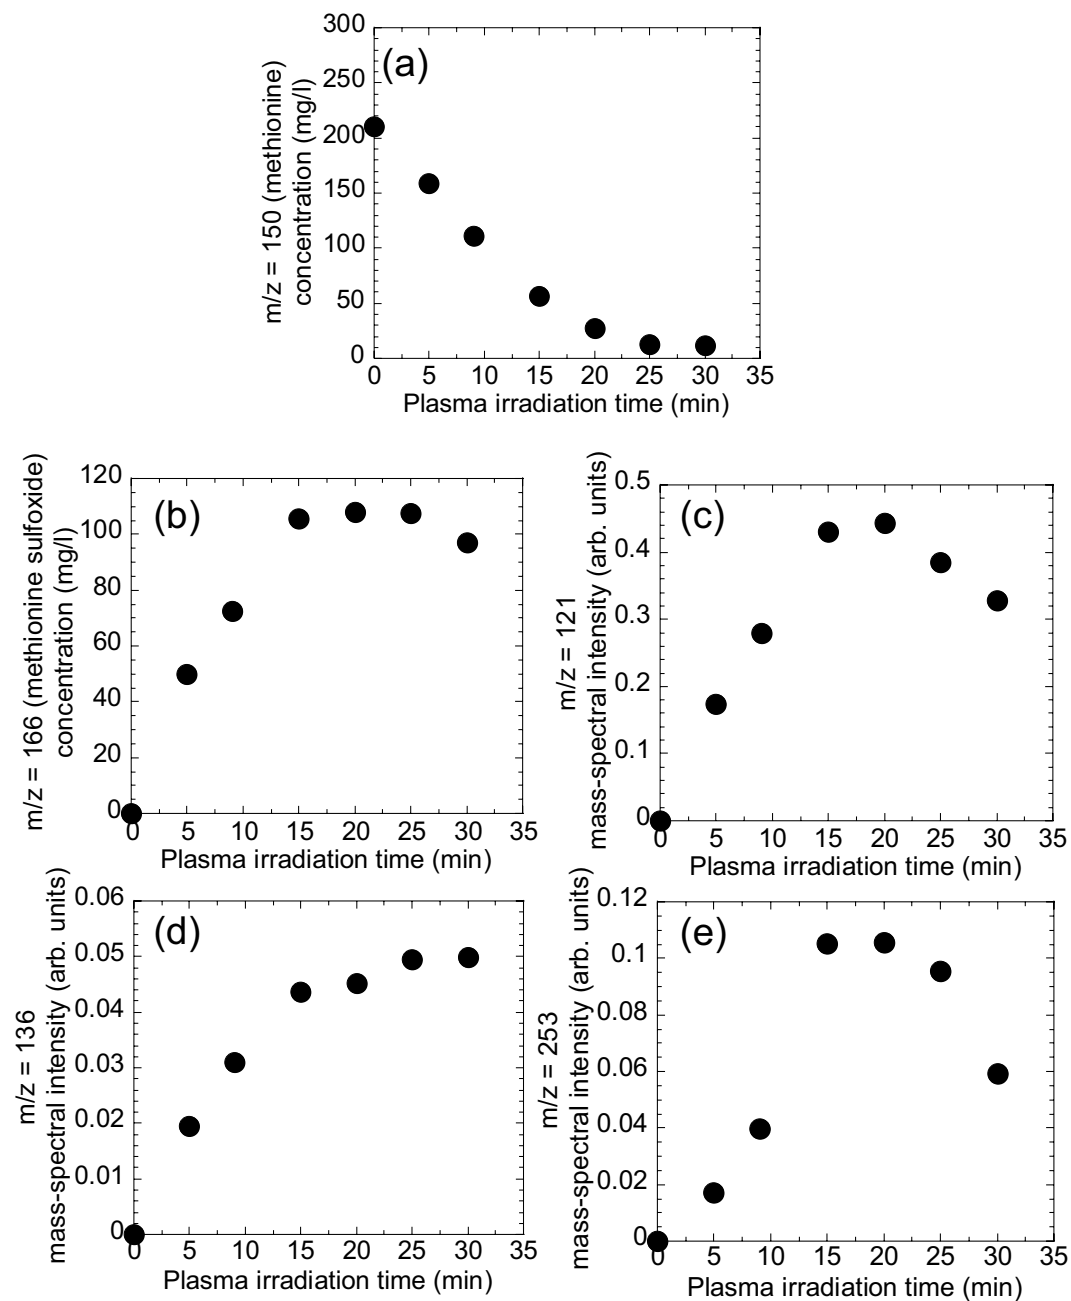 (a)
m/z = 150 (methionine)
concentration (mg/l)
300
250
200
150
100
50
0
0 5 10 15 20 25 30 35
Plasma irradiation time (min)
(b)
m/z = 166 (methionine sulfoxide)
concentration (mg/l)
120
100
80
60
40
20
0
0 5 10 15 20 25 30 35
Plasma irradiation time (min)
(c)
m/z = 121
mass-spectral intensity (arb. units)
0.5
0.4
0.3
0.2
0.1
0
0 5 10 15 20 25 30 35
Plasma irradiation time (min)
(d)
m/z = 136
mass-spectral intensity (arb. units)
0.06
0.05
0.04
0.03
0.02
0.01
0
0 5 10 15 20 25 30 35
Plasma irradiation time (min)
(e)
m/z = 253
mass-spectral intensity (arb. units)
0.12
0.1
0.08
0.06
0.04
0.02
0
0 5 10 15 20 25 30 35
Plasma irradiation time (min)